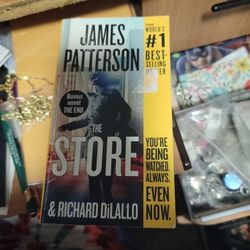 JAMES
PATTERSON
THE
WORLD'S
#1
BEST-
SELLING
Bonus
novel
THE END
THE
STORE
& RICHARD DiLALLO
YOU'RE
BEING
WATCHED.
ALWAYS.
EVEN
NOW.